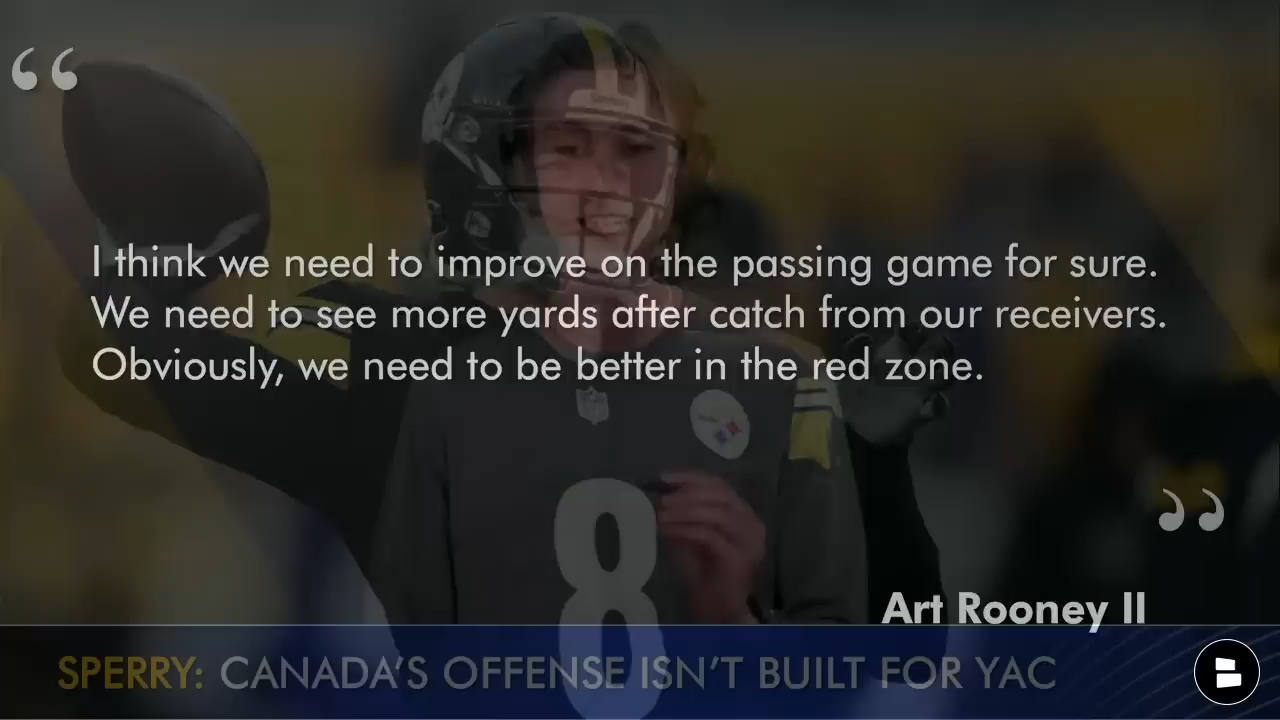 “
I think we need to improve on the passing game for sure.
We need to see more yards after catch from our receivers.
Obviously, we need to be better in the red zone.
”
Art Rooney II
8
SPERRY: CANADA’S OFFENSE ISN’T BUILT FOR YAC